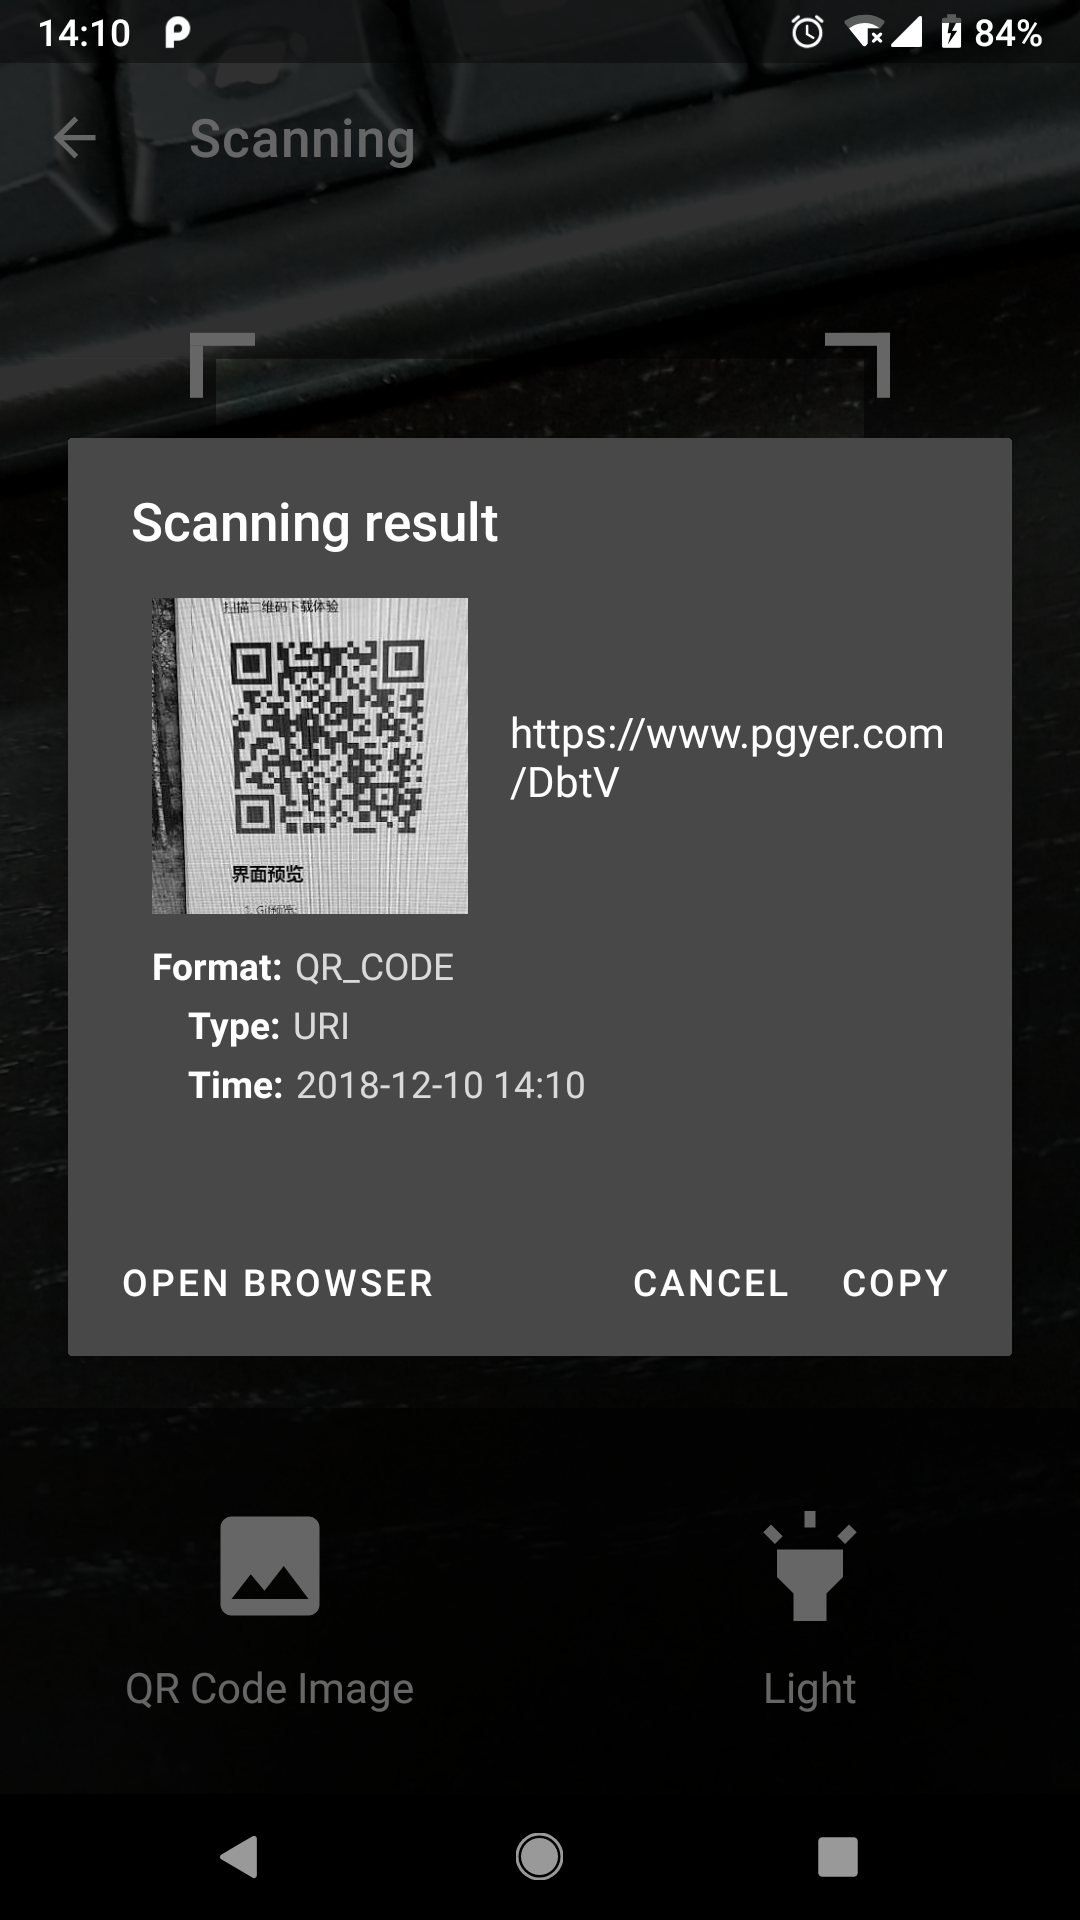 14:10
84%
Scanning
Scanning result
扫描二维码下载体验
界面预览
1. Gif预览:
https://www.pgyer.com
/DbtV
Format: QR_CODE
Type: URI
Time: 2018-12-10 14:10
OPEN BROWSER CANCEL COPY
QR Code Image Light